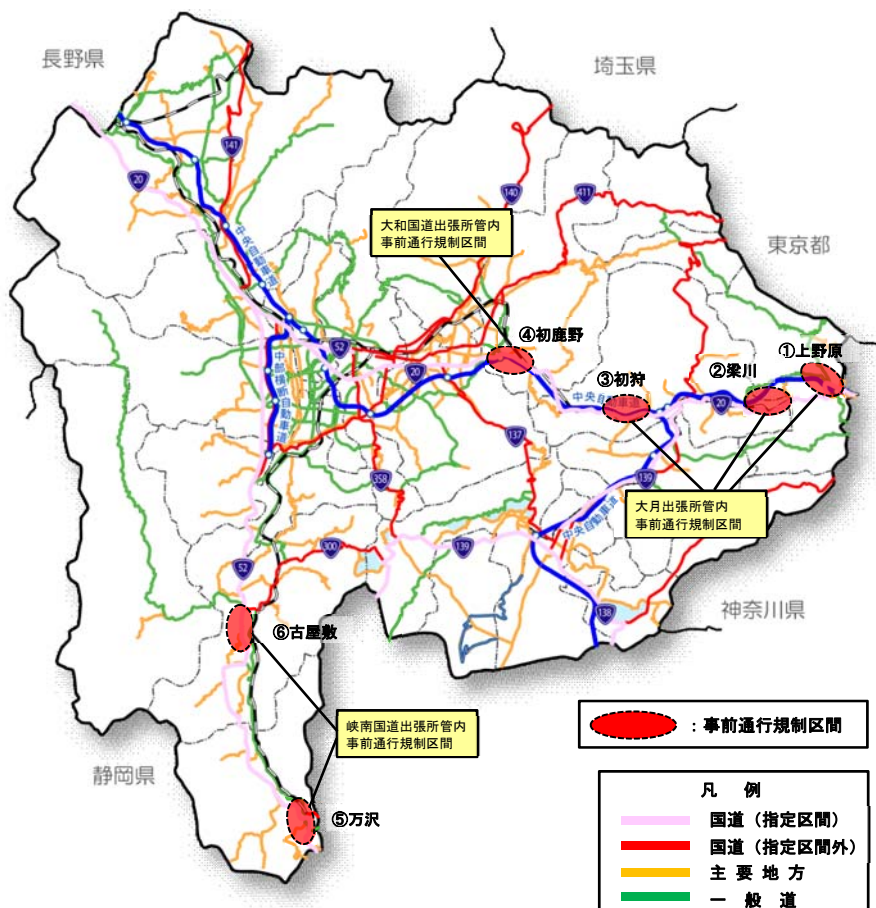 長野県
埼玉県
141
20
140
411
大和国道出張所管内
事前通行規制区間
東京都
中央自動車道
④初鹿野
①上野原
②梁川
③初狩
52
20
中部横断自動車道
中央自動車道
20
137
358
139
大月出張所管内
事前通行規制区間
中央自動車道
300
139
52
138
神奈川県
⑥古屋敷
峡南国道出張所管内
事前通行規制区間
：事前通行規制区間
静岡県
⑤万沢
凡 例
国道（指定区間）
国道（指定区間外）
主 要 地 方
一 般 道